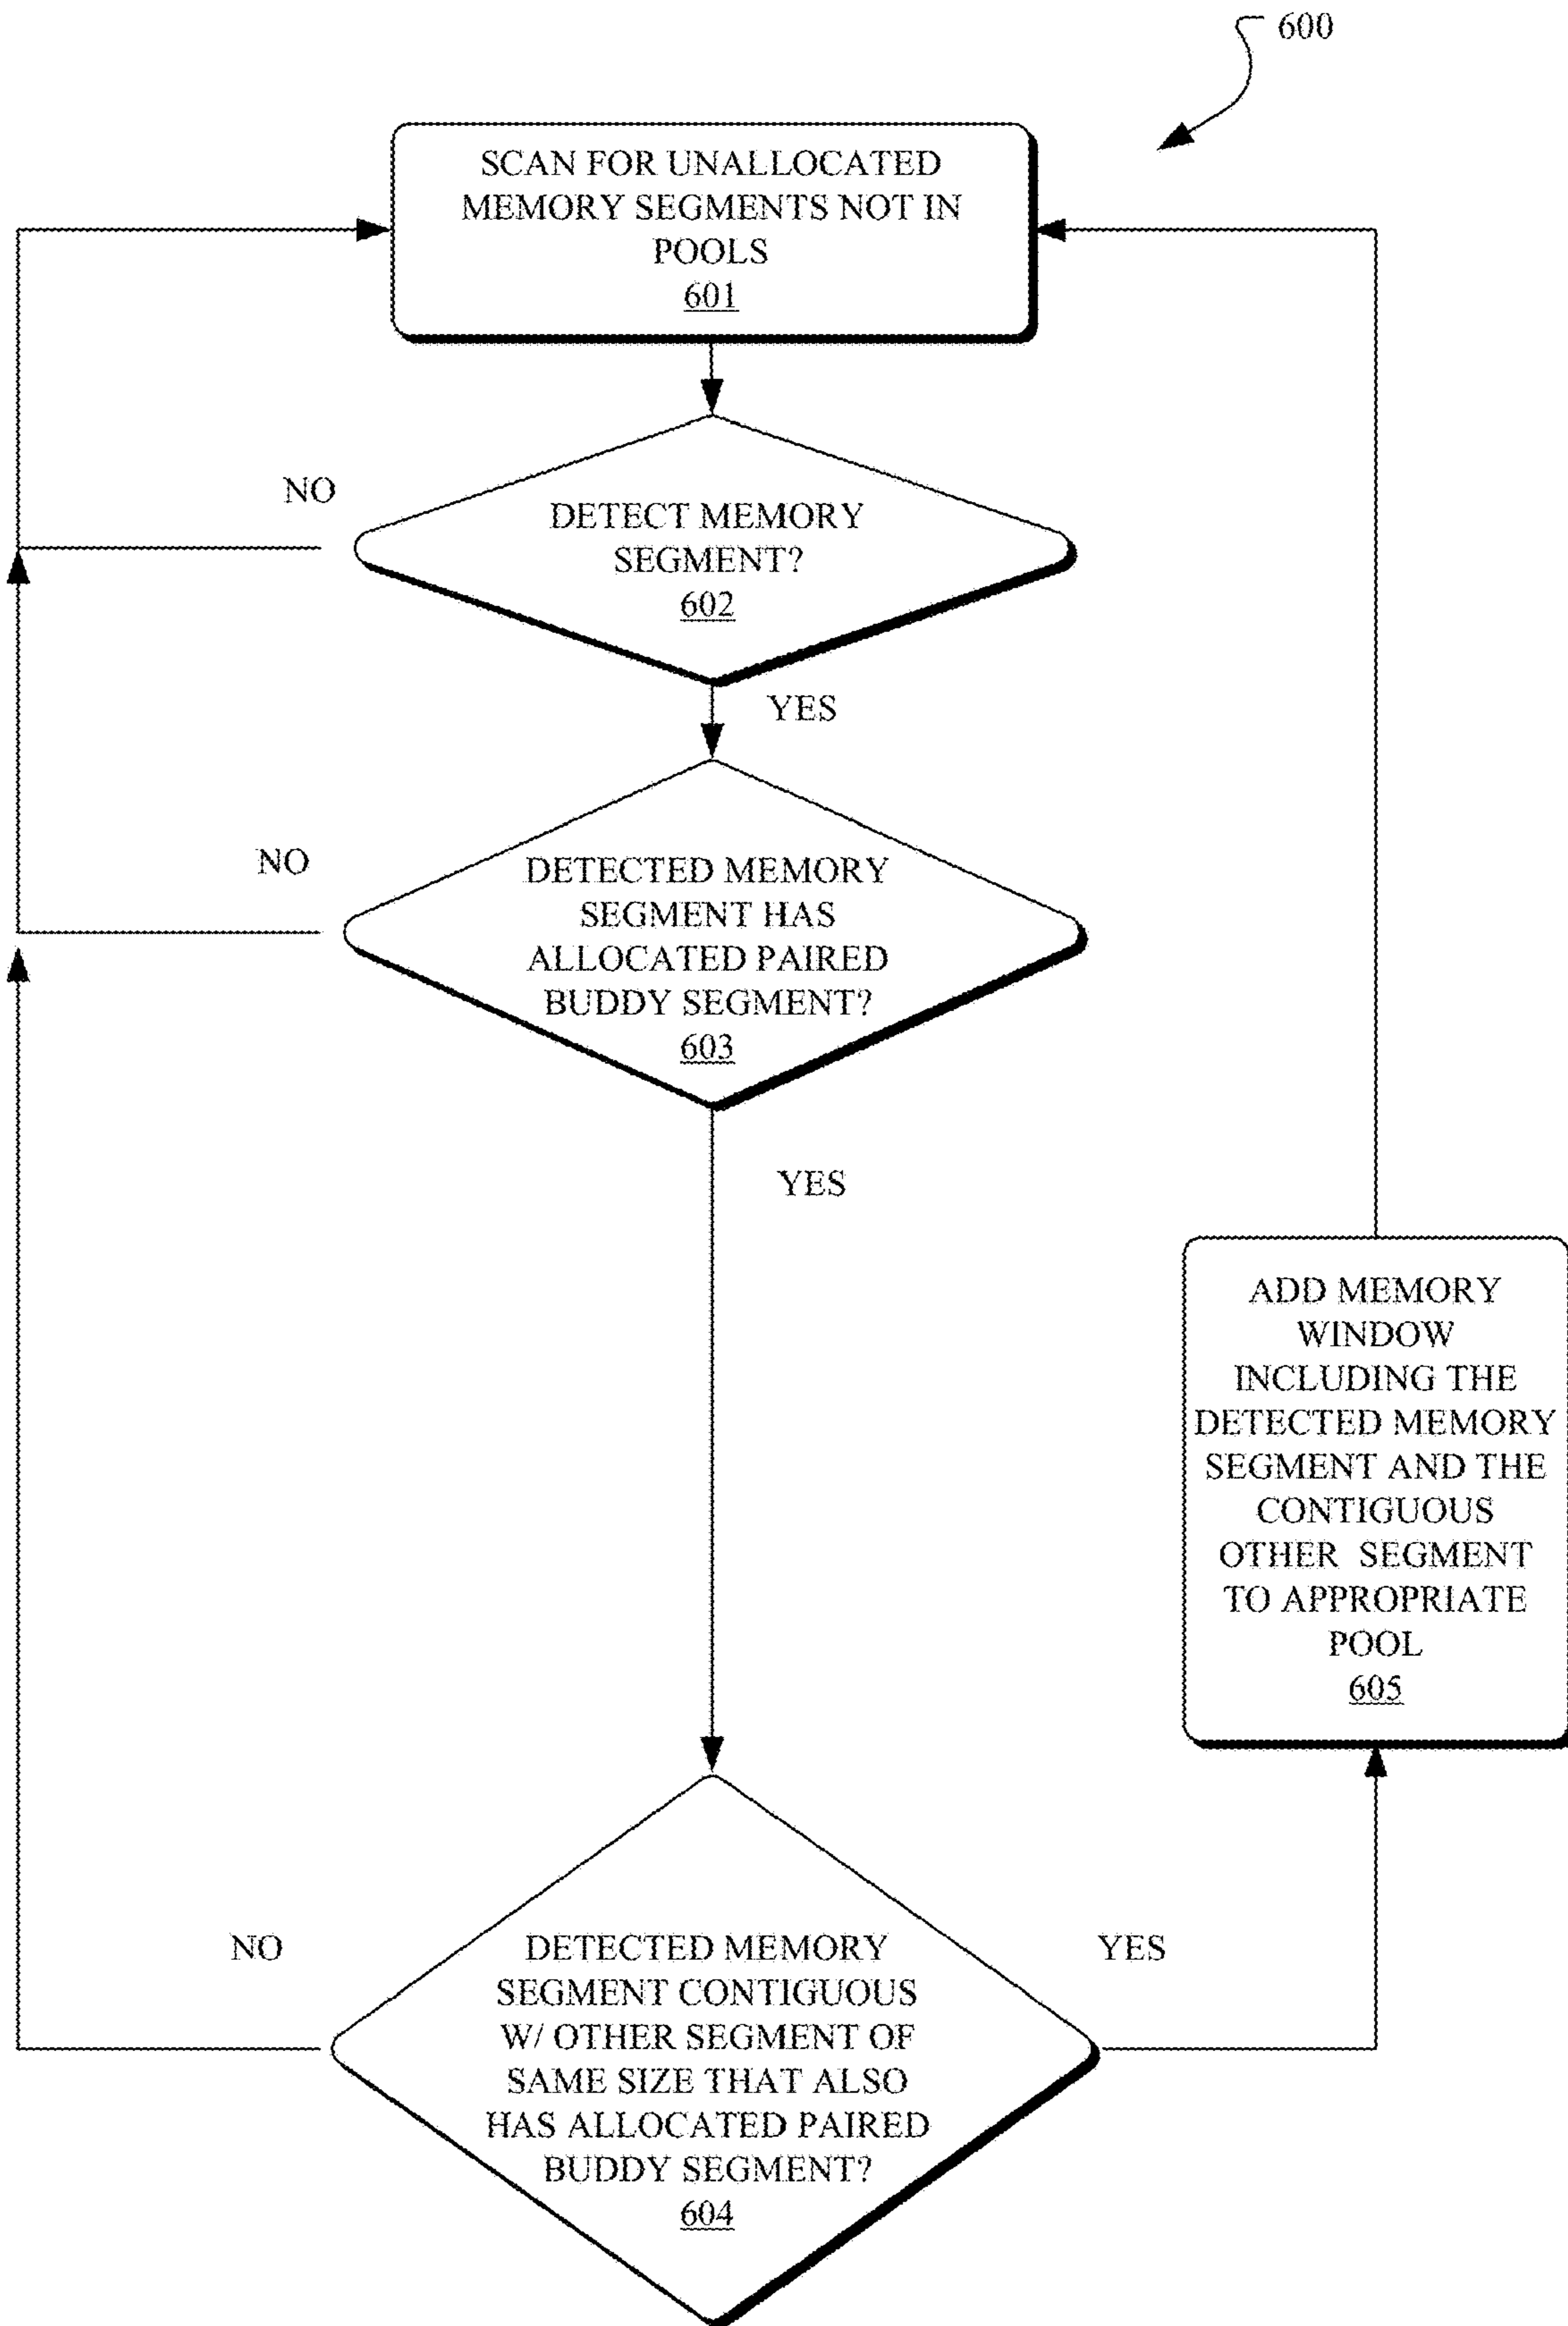 600
SCAN FOR UNALLOCATED
MEMORY SEGMENTS NOT IN
POOLS
601
NO
DETECT MEMORY
SEGMENT?
602
YES
NO
DETECTED MEMORY
SEGMENT HAS
ALLOCATED PAIRED
BUDDY SEGMENT?
603
YES
ADD MEMORY
WINDOW
INCLUDING THE
DETECTED MEMORY
SEGMENT AND THE
CONTIGUOUS
OTHER SEGMENT
TO APPROPRIATE
POOL
605
NO
YES
DETECTED MEMORY
SEGMENT CONTIGUOUS
W/ OTHER SEGMENT OF
SAME SIZE THAT ALSO
HAS ALLOCATED PAIRED
BUDDY SEGMENT?
604